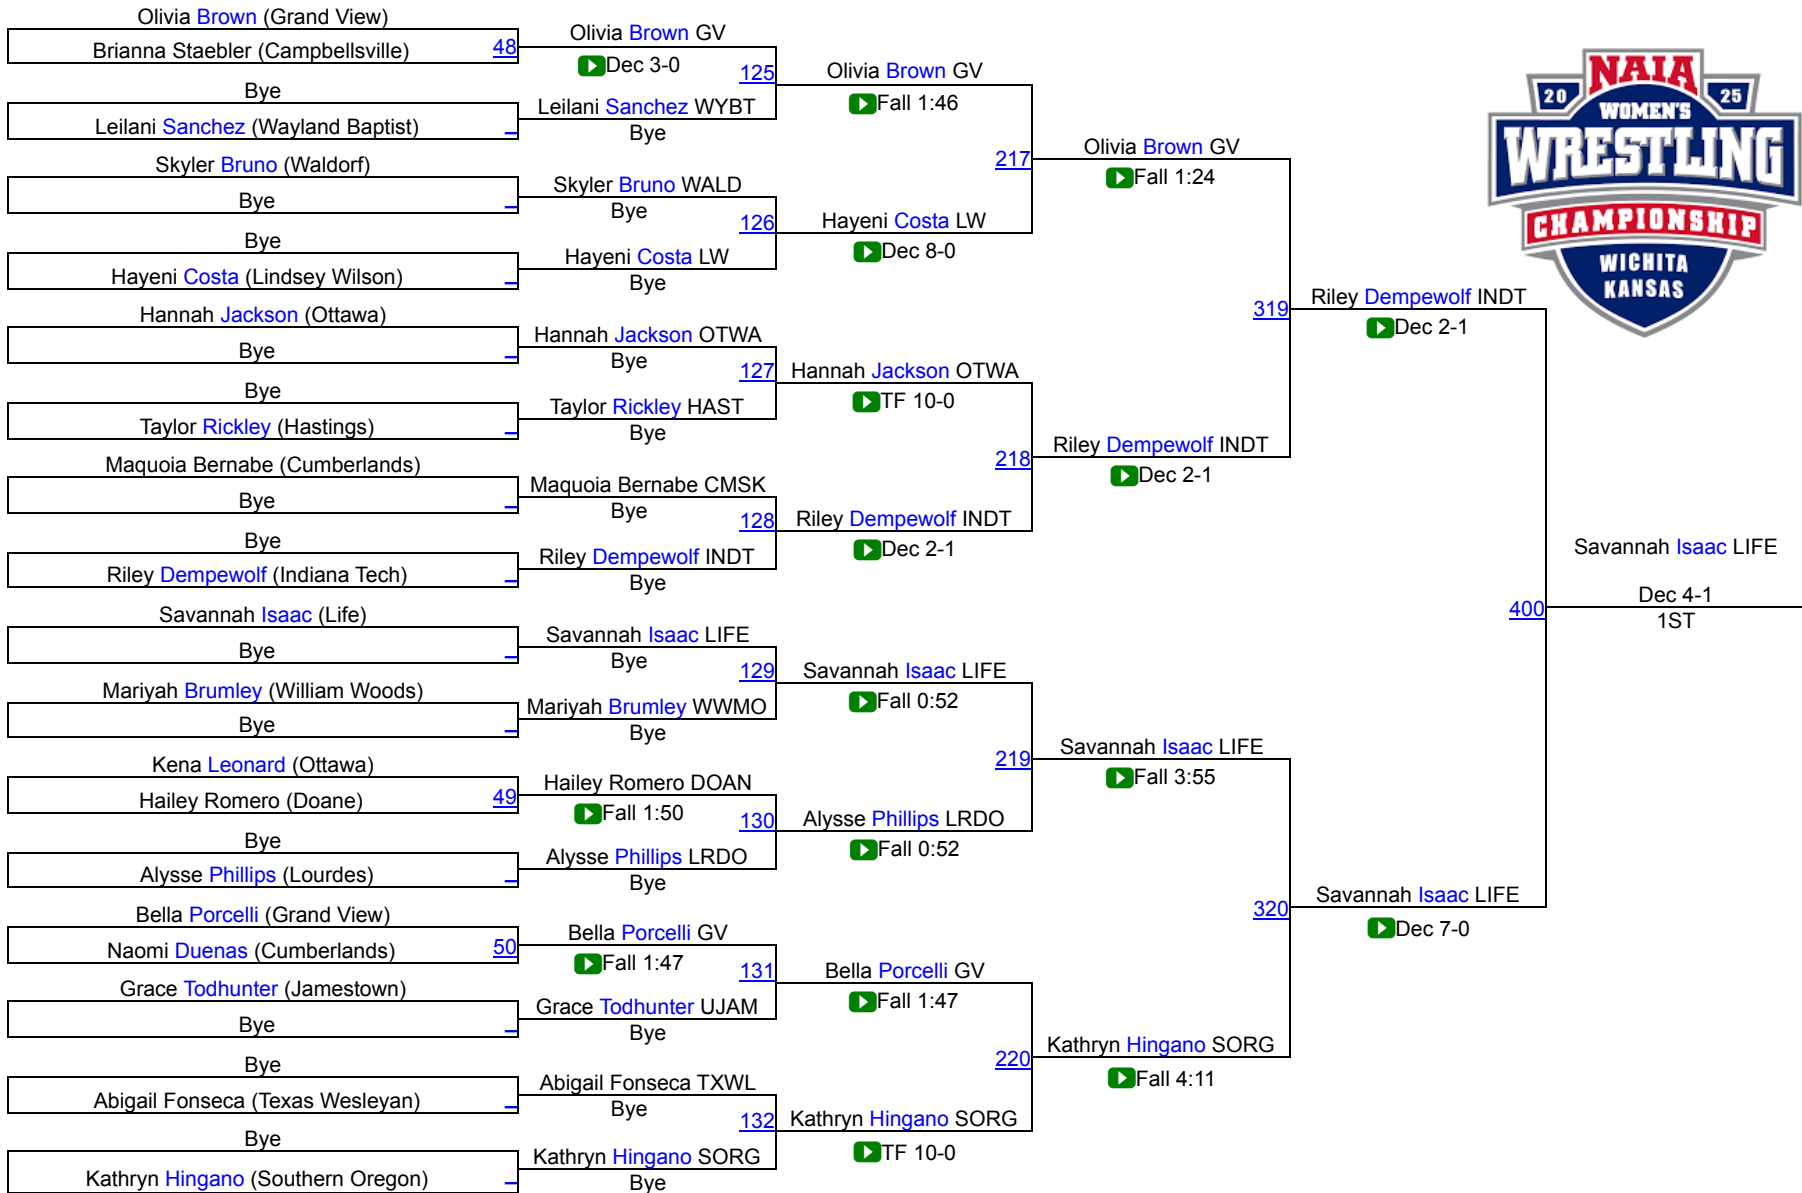 Olivia Brown (Grand View)
Brianna Staebler (Campbellsville) 48
Bye
Leilani Sanchez (Wayland Baptist)
Skyler Bruno (Waldorf)
Bye
Bye
Hayeni Costa (Lindsey Wilson)
Hannah Jackson (Ottawa)
Bye
Bye
Taylor Rickley (Hastings)
Maquoia Bernabe (Cumberlands)
Bye
Bye
Riley Dempewolf (Indiana Tech)
Savannah Isaac (Life)
Bye
Mariyah Brumley (William Woods)
Bye
Kena Leonard (Ottawa)
Hailey Romero (Doane) 49
Bye
Alysse Phillips (Lourdes)
Bella Porcelli (Grand View)
Naomi Duenas (Cumberlands) 50
Grace Todhunter (Jamestown)
Bye
Bye
Abigail Fonseca (Texas Wesleyan)
Bye
Kathryn Hingano (Southern Oregon)
Olivia Brown GV
Dec 3-0
125
Leilani Sanchez WYBT
Bye
Skyler Bruno WALD
Bye
126
Hayeni Costa LW
Bye
Hannah Jackson OTWA
Bye
127
Taylor Rickley HAST
Bye
Maquoia Bernabe CMSK
Bye
128
Riley Dempewolf INDT
Bye
Savannah Isaac LIFE
Bye
129
Mariyah Brumley WWMO
Bye
Hailey Romero DOAN
Fall 1:50
130
Alysse Phillips LRDO
Bye
Bella Porcelli GV
Fall 1:47
131
Grace Todhunter UJAM
Bye
Abigail Fonseca TXWL
Bye
132
Kathryn Hingano SORG
Bye
Olivia Brown GV
Fall 1:46
217
Hayeni Costa LW
Dec 8-0
Hannah Jackson OTWA
TF 10-0
218
Riley Dempewolf INDT
Dec 2-1
Savannah Isaac LIFE
Fall 0:52
219
Alysse Phillips LRDO
Fall 0:52
Bella Porcelli GV
Fall 1:47
220
Kathryn Hingano SORG
TF 10-0
Olivia Brown GV
Fall 1:24
319
Riley Dempewolf INDT
Dec 2-1
Savannah Isaac LIFE
Fall 3:55
320
Kathryn Hingano SORG
Fall 4:11
Riley Dempewolf INDT
Dec 2-1
400
Savannah Isaac LIFE
Dec 7-0
Savannah Isaac LIFE
Dec 4-1
1ST
NAIA
20 25
WOMEN'S
WRESTLING
CHAMPIONSHIP
WICHITA
KANSAS